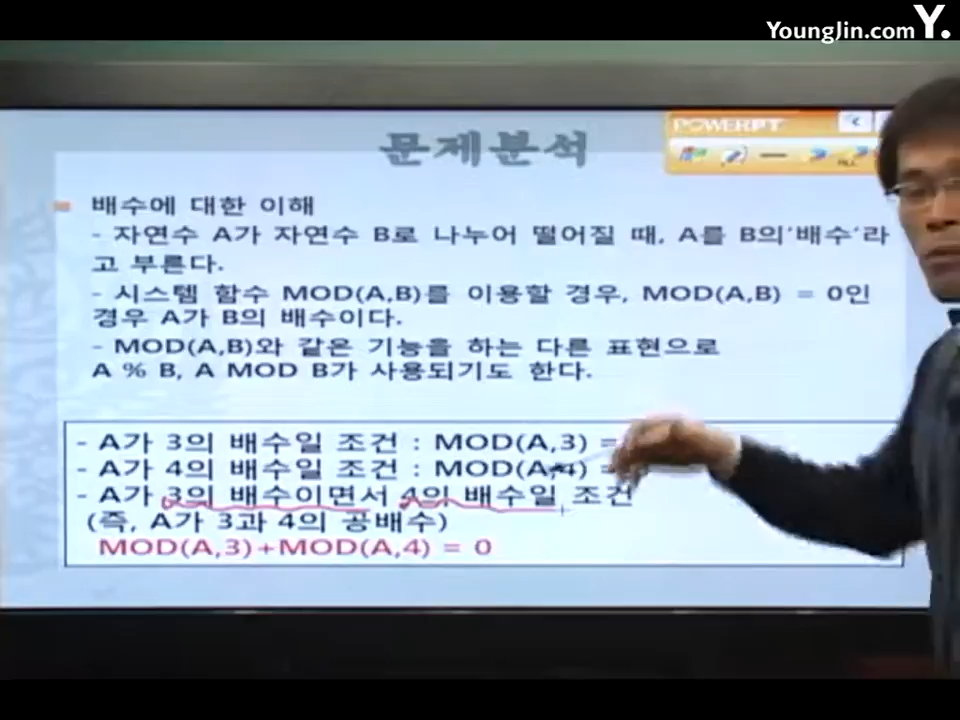 YoungJin.com Y.
문제분석
POWERPT
배수에 대한 이해
- 자연수 A가 자연수 B로 나누어 떨어질 때, A를 B의'배수'라
고 부른다.
- 시스템 함수 MOD(A,B)를 이용할 경우, MOD(A,B) = 0인
경우 A가 B의 배수이다.
- MOD(A,B)와 같은 기능을 하는 다른 표현으로
A % B, A MOD B가 사용되기도 한다.
- A가 3의 배수일 조건 : MOD(A,3) =
- A가 4의 배수일 조건 : MOD(A,4) =
- A가 3의 배수이면서 4의 배수일 조건
(즉, A가 3과 4의 공배수)
MOD(A,3)+MOD(A,4) = 0